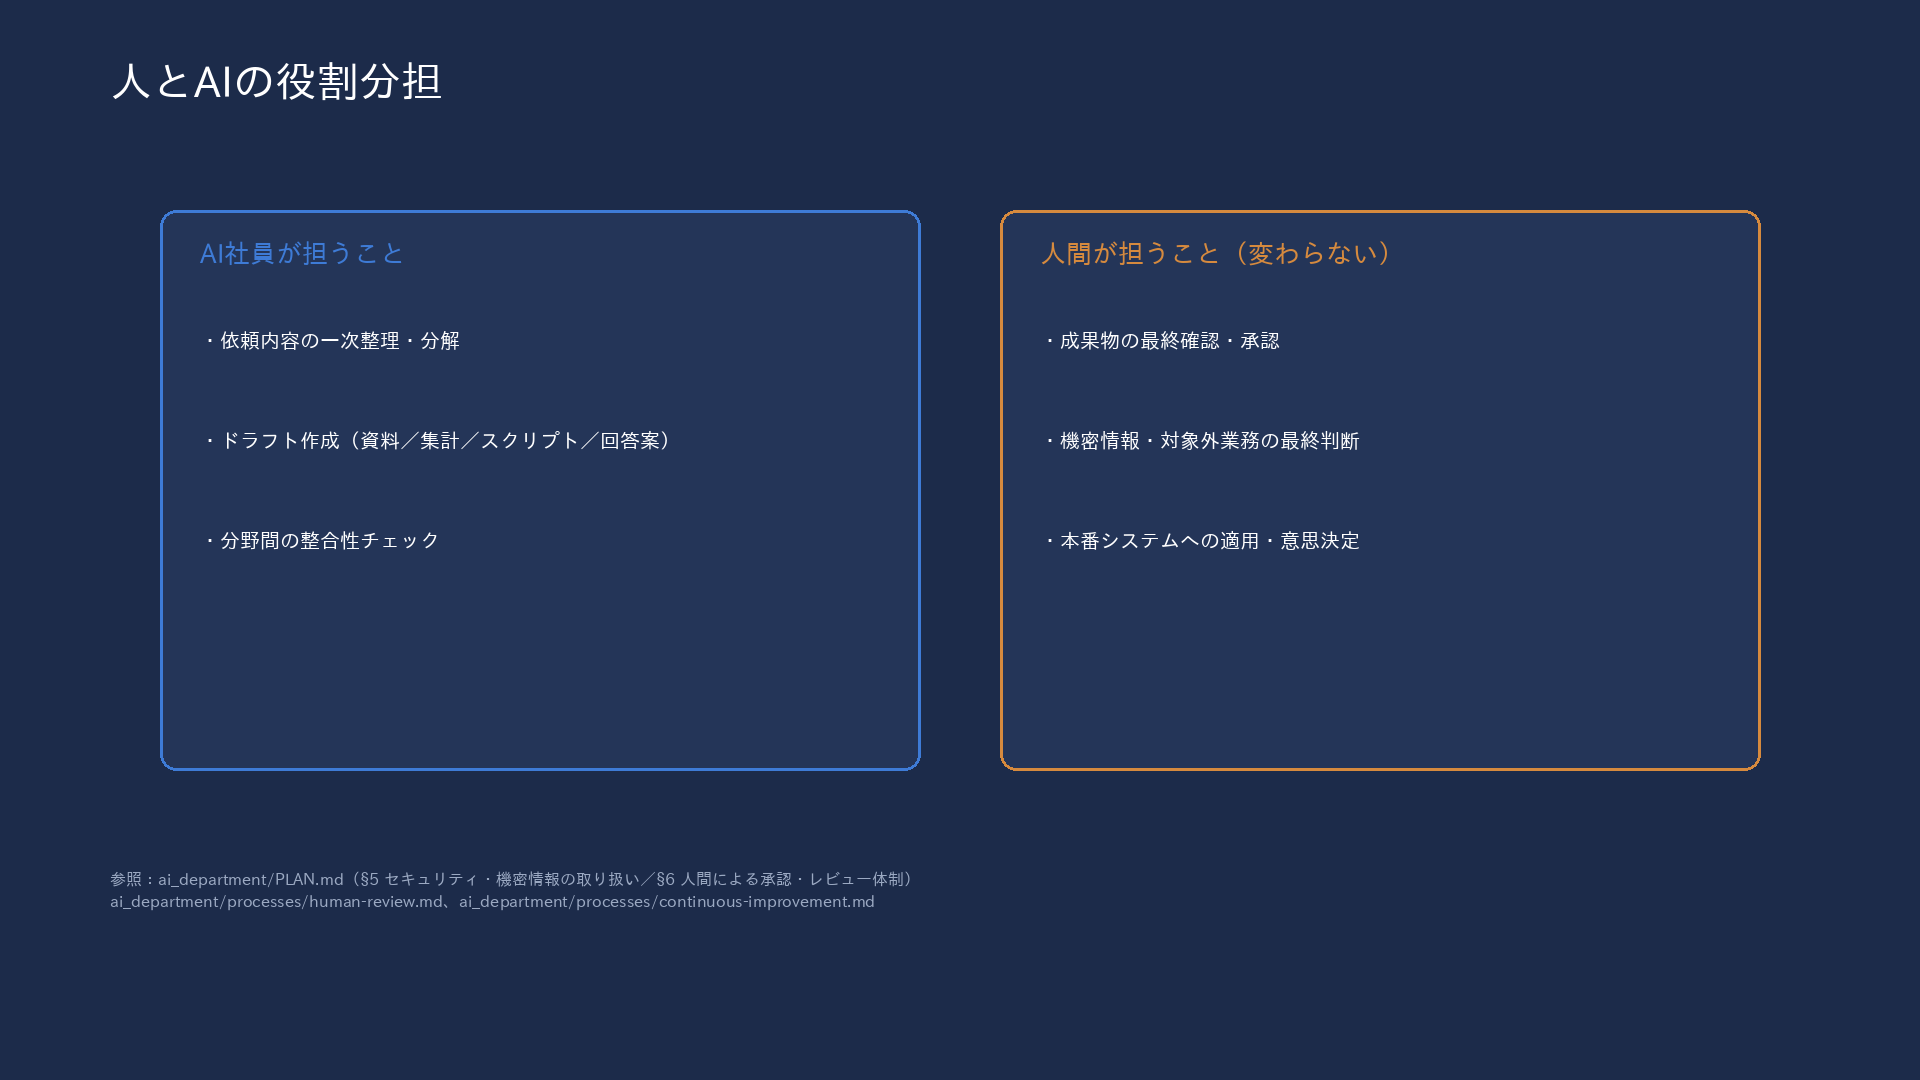 人とAIの役割分担
AI社員が担うこと
・依頼内容の一次整理・分解
・ドラフト作成（資料／集計／スクリプト／回答案）
・分野間の整合性チェック
人間が担うこと（変わらない）
・成果物の最終確認・承認
・機密情報・対象外業務の最終判断
・本番システムへの適用・意思決定
参照：ai_department/PLAN.md（§5 セキュリティ・機密情報の取り扱い／§6 人間による承認・レビュー体制）
ai_department/processes/human-review.md、ai_department/processes/continuous-improvement.md